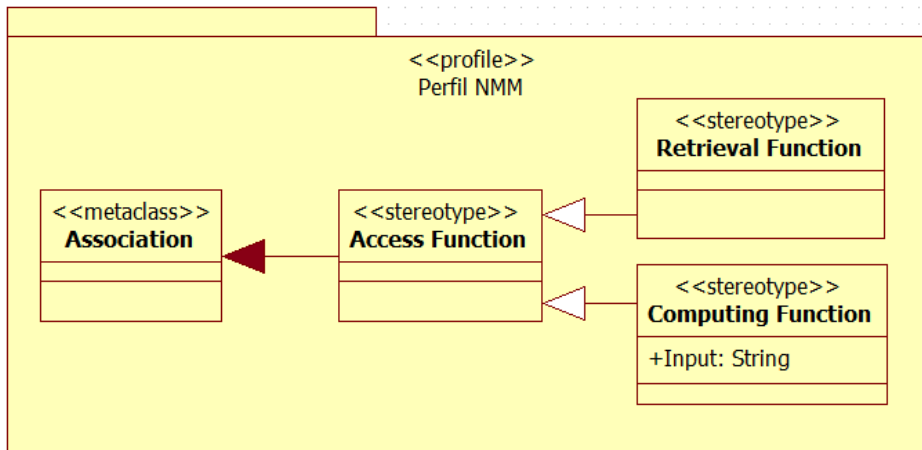 <<profile>>
Perfil NMM
<<stereotype>>
Retrieval Function
<<metaclass>>
Association
<<stereotype>>
Access Function
<<stereotype>>
Computing Function
+Input: String